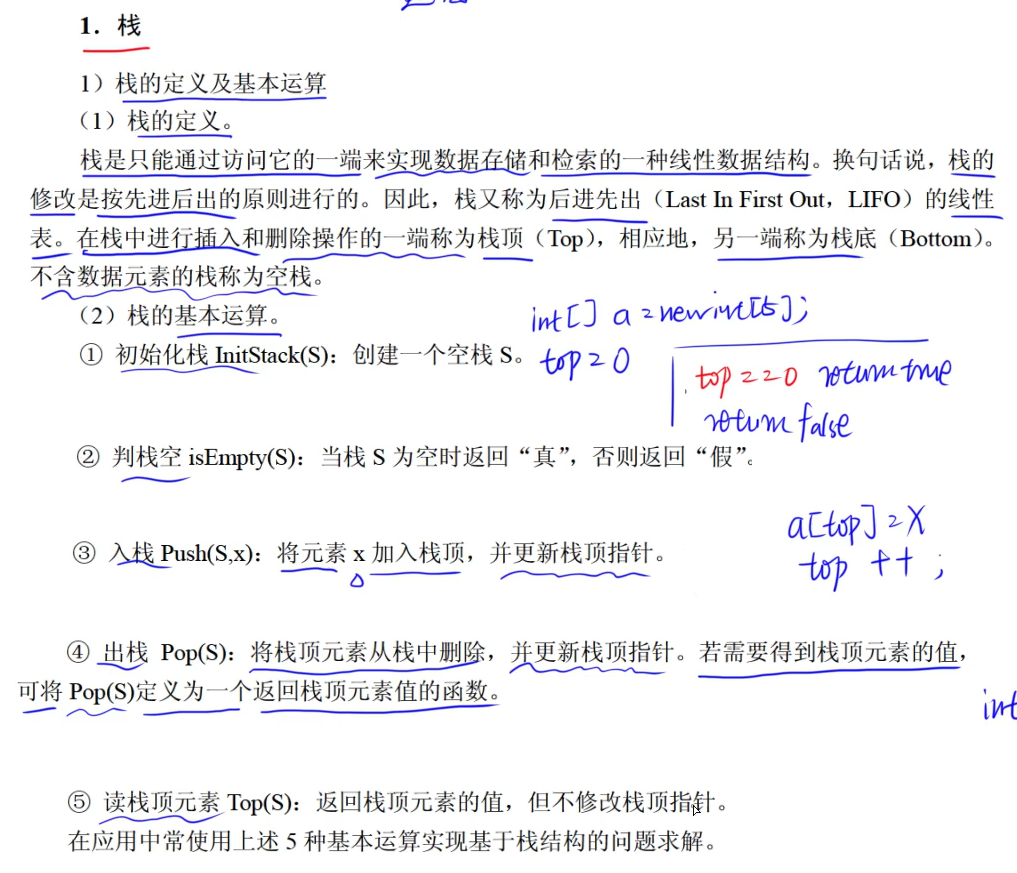 1. 栈
1）栈的定义及基本运算
（1）栈的定义。
栈是只能通过访问它的一端来实现数据存储和检索的一种线性数据结构。换句话说，栈的
修改是按先进后出的原则进行的。因此，栈又称为后进先出（Last In First Out，LIFO）的线性
表。在栈中进行插入和删除操作的一端称为栈顶（Top），相应地，另一端称为栈底（Bottom）。
不含数据元素的栈称为空栈。
（2）栈的基本运算。
int[] a = new int[5];
① 初始化栈 InitStack(S)：创建一个空栈 S。
top = 0
top == 0 return true
return false
② 判栈空 isEmpty(S)：当栈 S 为空时返回“真”，否则返回“假”。
a[top] = X
③ 入栈 Push(S,x)：将元素 x 加入栈顶，并更新栈顶指针。
top ++ ;
④ 出栈 Pop(S)：将栈顶元素从栈中删除，并更新栈顶指针。若需要得到栈顶元素的值，
可将 Pop(S)定义为一个返回栈顶元素值的函数。
int
⑤ 读栈顶元素 Top(S)：返回栈顶元素的值，但不修改栈顶指针。
在应用中常使用上述 5 种基本运算实现基于栈结构的问题求解。